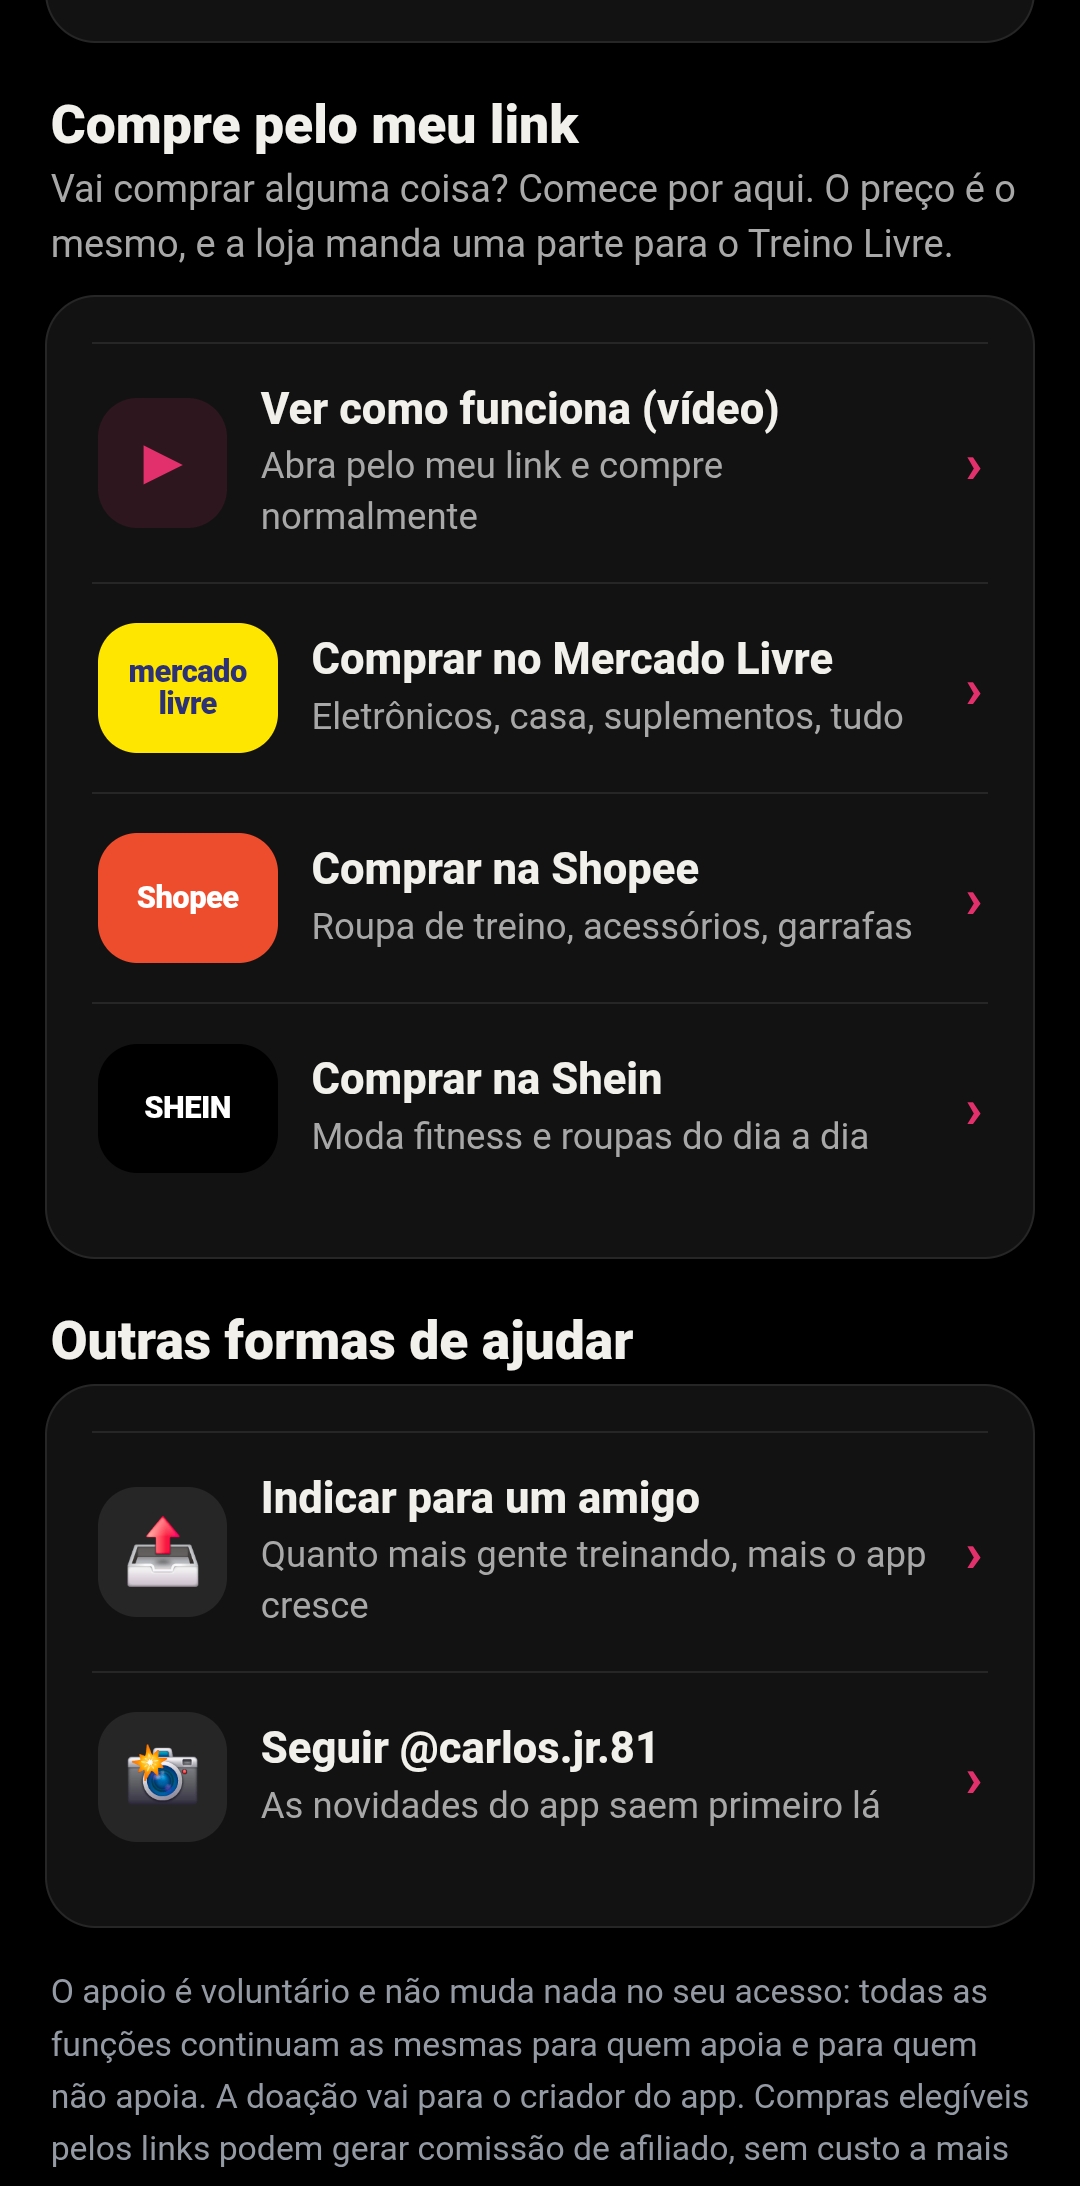 Compre pelo meu link
Vai comprar alguma coisa? Comece por aqui. O preço é o
mesmo, e a loja manda uma parte para o Treino Livre.
Ver como funciona (vídeo)
Abra pelo meu link e compre
normalmente
mercado
livre
Comprar no Mercado Livre
Eletrônicos, casa, suplementos, tudo
Shopee
Comprar na Shopee
Roupa de treino, acessórios, garrafas
SHEIN
Comprar na Shein
Moda fitness e roupas do dia a dia
Outras formas de ajudar
Indicar para um amigo
Quanto mais gente treinando, mais o app
cresce
Seguir @carlos.jr.81
As novidades do app saem primeiro lá
O apoio é voluntário e não muda nada no seu acesso: todas as
funções continuam as mesmas para quem apoia e para quem
não apoia. A doação vai para o criador do app. Compras elegíveis
pelos links podem gerar comissão de afiliado, sem custo a mais